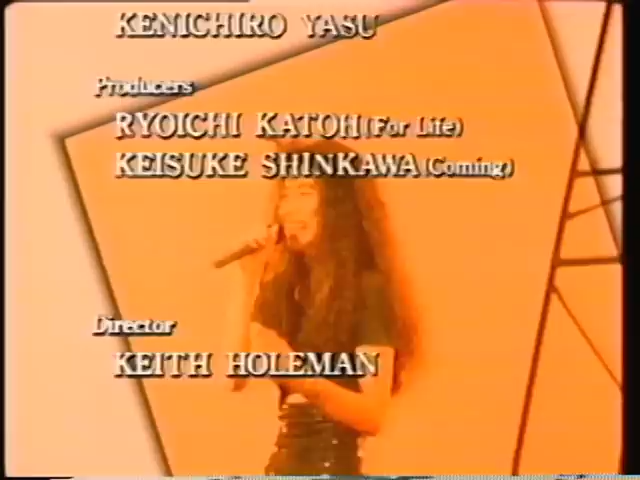 KENICHIRO YASU
Producers
RYOICHI KATOH (For Life)
KEISUKE SHINKAWA (Coming)
Director
KEITH HOLEMAN